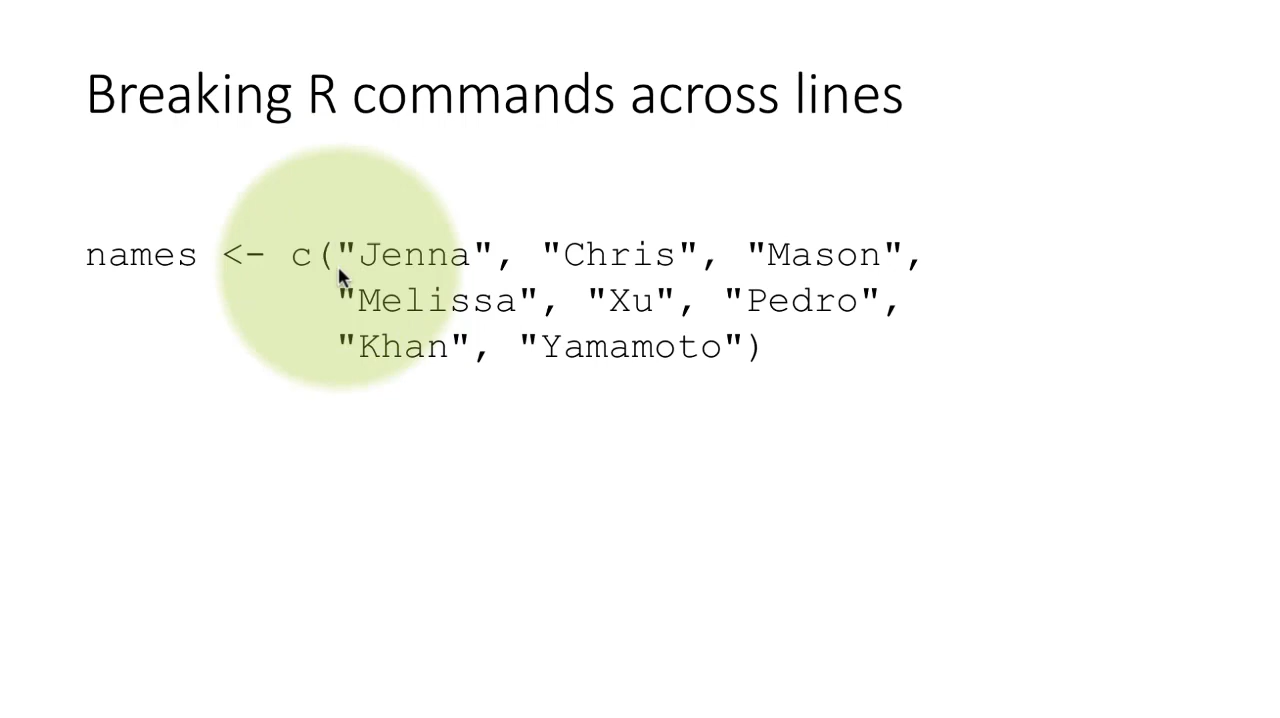 Breaking R commands across lines
names <- c("Jenna", "Chris", "Mason",
"Melissa", "Xu", "Pedro",
"Khan", "Yamamoto")